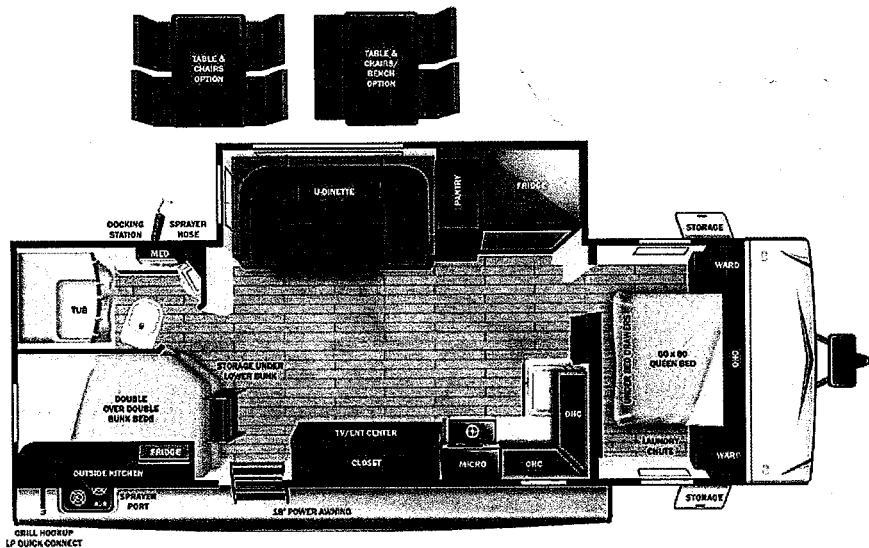 TABLE &
CHAIRS
OPTION
TABLE &
CHAIRS/
BENCH
OPTION
U-DINETTE
PANTRY
FRIDGE
DOCKING
STATION
SPRAYER
HOSE
MED
STORAGE
WARD
TUB
UNDER BED DRAWERS
60 X 80
QUEEN BED
OHC
STORAGE UNDER
LOWER BUNK
DOUBLE
OVER DOUBLE
BUNK BEDS
OHC
TV/ENT CENTER
LAUNDRY
CHUTE
FRIDGE
CLOSET
MICRO
OHC
WARD
OUTSIDE KITCHEN
STORAGE
SPRAYER
PORT
18' POWER AWNING
GRILL HOOKUP
LP QUICK CONNECT